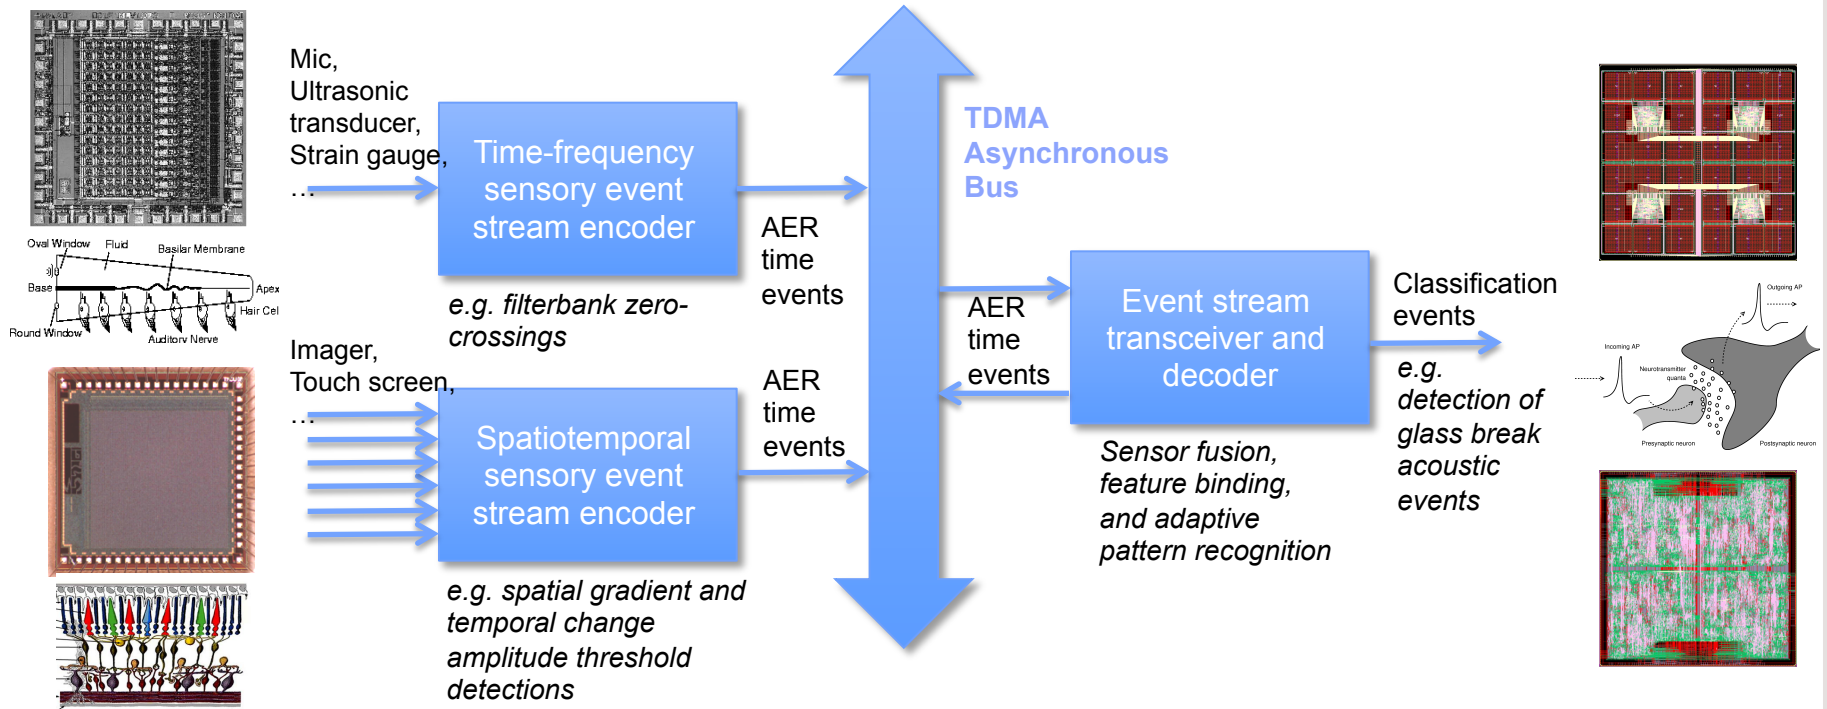 Mic,
Ultrasonic
transducer,
Strain gauge,
...
Time-frequency
sensory event
stream encoder
AER
time
events
e.g. filterbank zero-
crossings
Oval Window
Fluid
Basilar Membrane
Base
Apex
Hair Cel
Round Window
Auditory Nerve
Imager,
Touch screen,
...
Spatiotemporal
sensory event
stream encoder
AER
time
events
e.g. spatial gradient and
temporal change
amplitude threshold
detections
TDMA
Asynchronous
Bus
AER
time
events
Event stream
transceiver and
decoder
Sensor fusion,
feature binding,
and adaptive
pattern recognition
Classification
events
e.g.
detection of
glass break
acoustic
events
Outgoing AP
Incoming AP
Neurotransmitter
quanta
Presynaptic neuron
Postsynaptic neuron